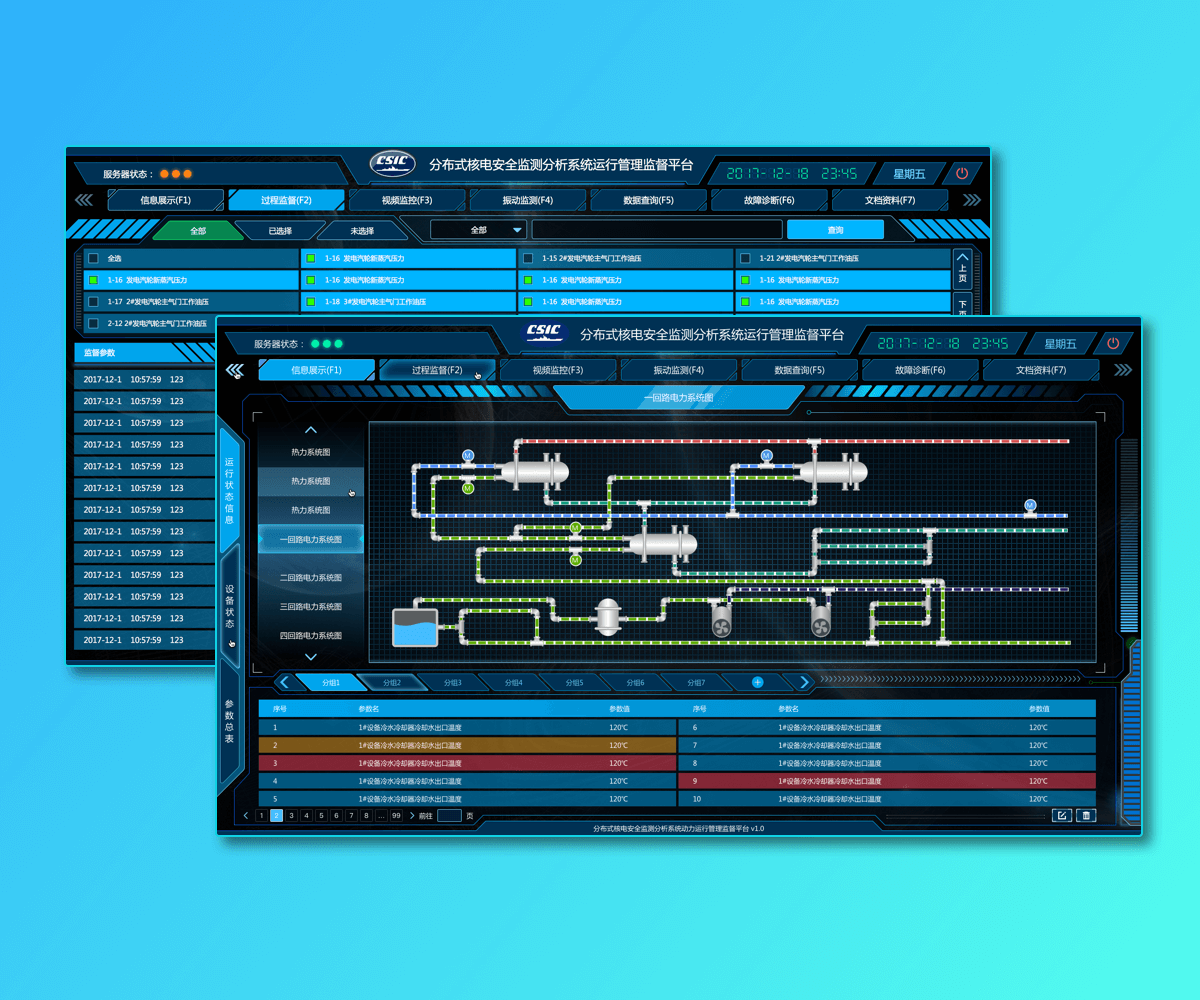 CSIC 分布式核电安全监测分析系统运行管理监督平台
服务器状态：
2017-12-18 23:45 星期五
信息展示(F1) 过程监督(F2) 视频监控(F3) 振动监测(F4) 数据查询(F5) 故障诊断(F6) 文档资料(F7)
全部 已选择 未选择 全部 查询
全选 1-16 发电汽轮新蒸汽压力 1-15 2#发电汽轮主气门工作油压 1-21 2#发电汽轮主气门工作油压
1-16 发电汽轮新蒸汽压力 1-16 发电汽轮新蒸汽压力 1-16 发电汽轮新蒸汽压力 1-16 发电汽轮新蒸汽压力
1-17 2#发电汽轮主气门工作油压 1-18 3#发电汽轮主气门工作油压 1-16 发电汽轮新蒸汽压力 1-16 发电汽轮新蒸汽压力
2-12 2#发电汽轮主气门工作油压
上页
下
监督参数
2017-12-1 10:57:59 123
2017-12-1 10:57:59 123
2017-12-1 10:57:59 123
2017-12-1 10:57:59 123
2017-12-1 10:57:59 123
2017-12-1 10:57:59 123
2017-12-1 10:57:59 123
2017-12-1 10:57:59 123
2017-12-1 10:57:59 123
2017-12-1 10:57:59 123
2017-12-1 10:57:59 123
2017-12-1 10:57:59 123
2017-12-1 10:57:59 123
CSIC 分布式核电安全监测分析系统运行管理监督平台
服务器状态：
2017-12-18 23:45 星期五
信息展示(F1) 过程监督(F2) 视频监控(F3) 振动监测(F4) 数据查询(F5) 故障诊断(F6) 文档资料(F7)
一回路电力系统图
运行状态信息
设备状态
参数总表
热力系统图
热力系统图
热力系统图
一回路电力系统图
二回路电力系统图
三回路电力系统图
四回路电力系统图
M
M
M
M
M
M
分组1 分组2 分组3 分组4 分组5 分组6 分组7
序号 参数名 参数值 序号 参数名 参数值
1 1#设备冷水冷却器冷却水出口温度 120℃ 6 1#设备冷水冷却器冷却水出口温度 120℃
2 1#设备冷水冷却器冷却水出口温度 120℃ 7 1#设备冷水冷却器冷却水出口温度 120℃
3 1#设备冷水冷却器冷却水出口温度 120℃ 8 1#设备冷水冷却器冷却水出口温度 120℃
4 1#设备冷水冷却器冷却水出口温度 120℃ 9 1#设备冷水冷却器冷却水出口温度 120℃
5 1#设备冷水冷却器冷却水出口温度 120℃ 10 1#设备冷水冷却器冷却水出口温度 120℃
1 2 3 4 5 6 7 8 ... 99 前往 页
分布式核电安全监测分析系统动力运行管理监督平台 v1.0